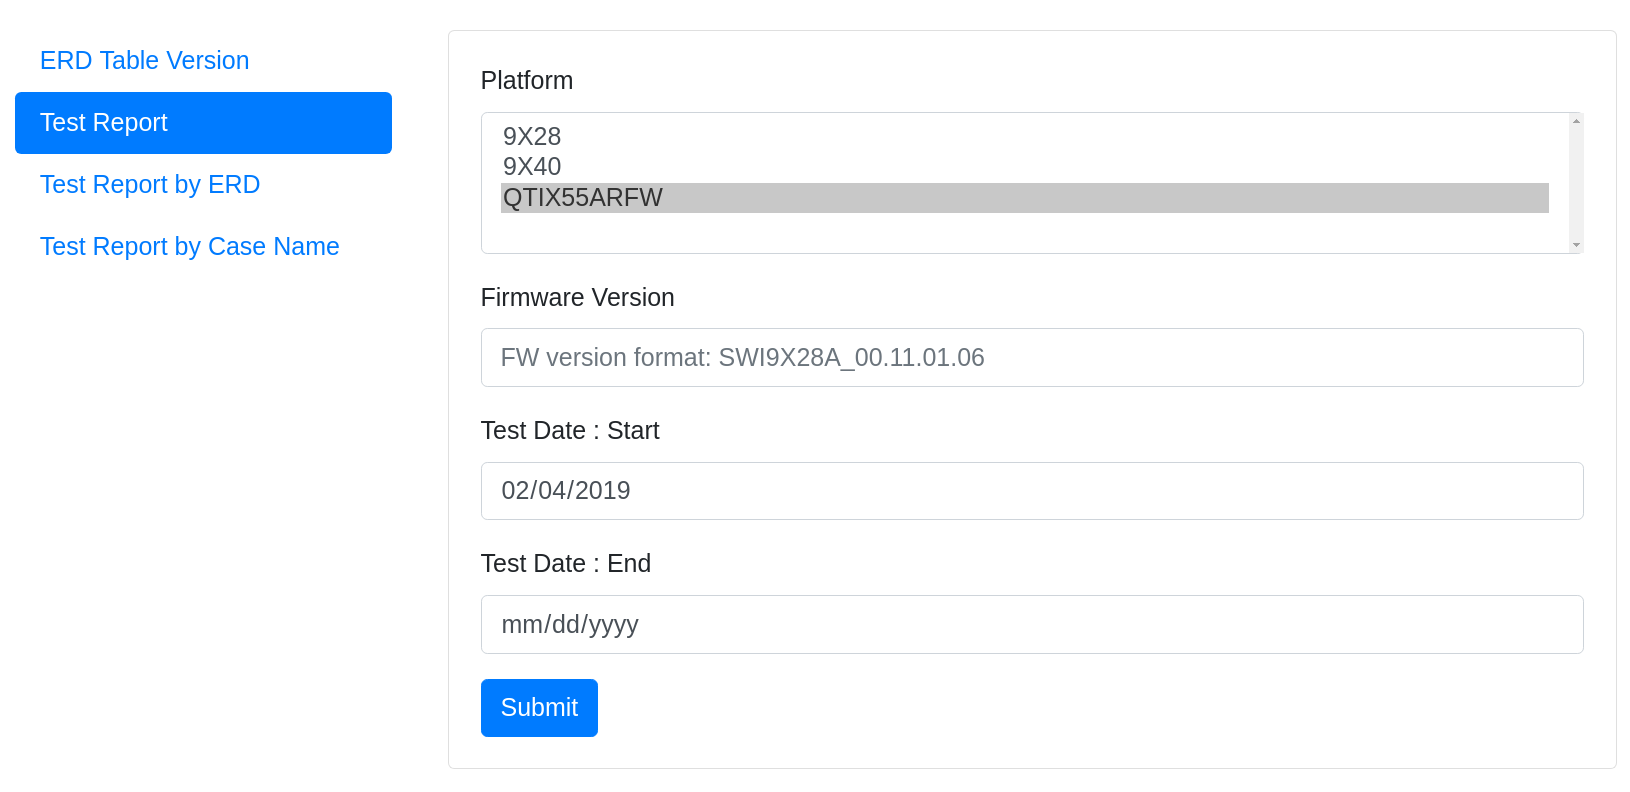 ERD Table Version
Test Report
Test Report by ERD
Test Report by Case Name
Platform
9X28
9X40
QTIX55ARFW
Firmware Version
FW version format: SWI9X28A_00.11.01.06
Test Date : Start
02/04/2019
Test Date : End
mm/dd/yyyy
Submit